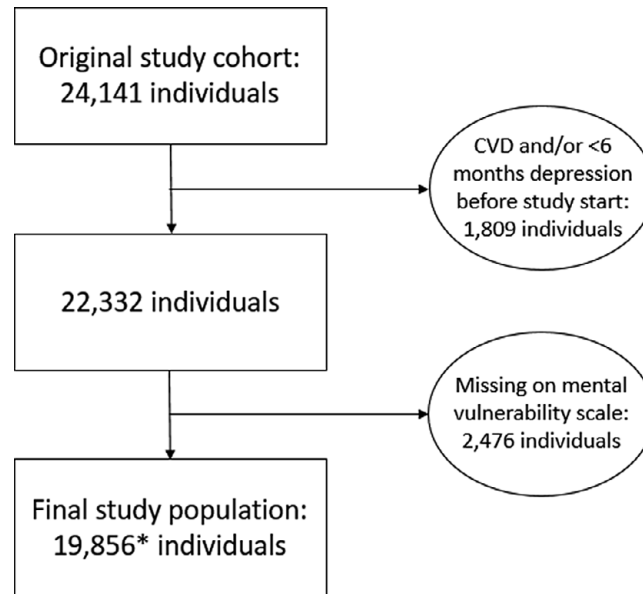 Original study cohort:
24,141 individuals
CVD and/or <6
months depression
before study start:
1,809 individuals
22,332 individuals
Missing on mental
vulnerability scale:
2,476 individuals
Final study population:
19,856* individuals